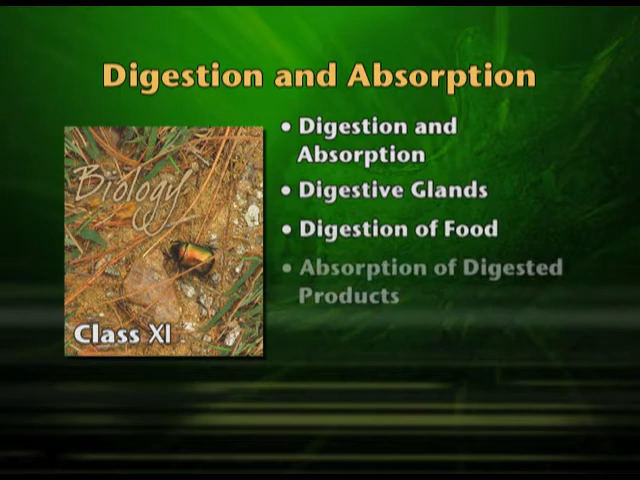 Digestion and Absorption
• Digestion and
Absorption
• Digestive Glands
• Digestion of Food
• Absorption of Digested
Products
Biology
Class XI